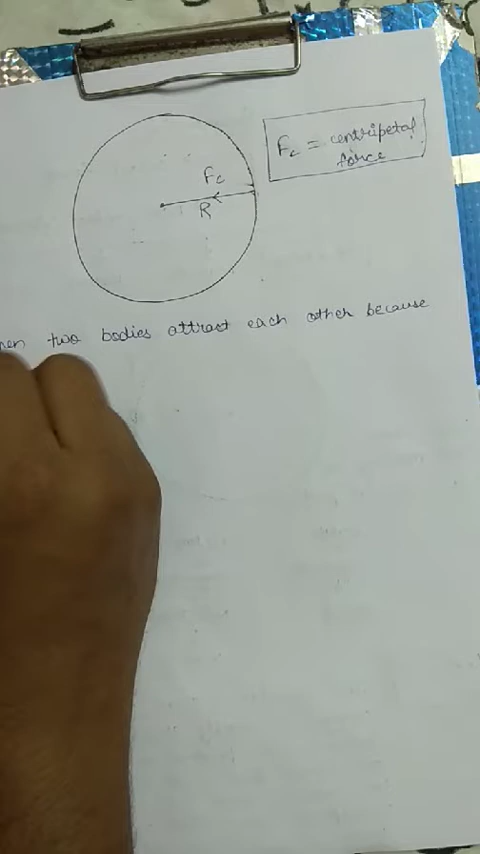 Fc = centripetal
force
Fc
R
two bodies attract each other because